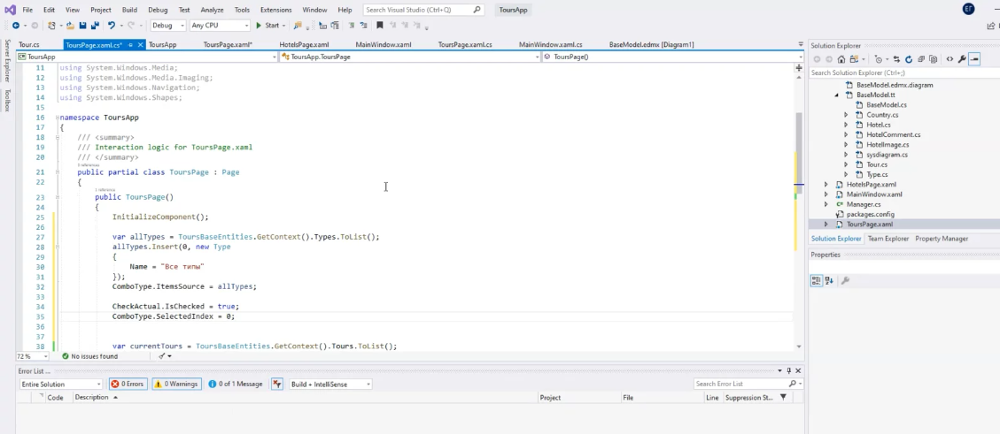 File Edit View Project Build Debug Test Analyze Tools Extensions Window Help Search Visual Studio (Ctrl+Q) ToursApp ЕГ
Debug Any CPU Start
Tour.cs ToursPage.xaml.cs* ToursApp ToursPage.xaml* HotelsPage.xaml MainWindow.xaml ToursPage.xaml.cs MainWindow.xaml.cs BaseModel.edmx [Diagram1]
ToursApp ToursApp.ToursPage ToursPage()
Server Explorer
Toolbox
11 using System.Windows.Media;
12 using System.Windows.Media.Imaging;
13 using System.Windows.Navigation;
14 using System.Windows.Shapes;
15
16 namespace ToursApp
17 {
18 /// <summary>
19 /// Interaction logic for ToursPage.xaml
20 /// </summary>
21 public partial class ToursPage : Page
22 {
1 reference
23 public ToursPage()
24 {
25 InitializeComponent();
26
27 var allTypes = ToursBaseEntities.GetContext().Types.ToList();
28 allTypes.Insert(0, new Type
29 {
30 Name = "Все типы"
31 });
32 ComboType.ItemsSource = allTypes;
33
34 CheckActual.IsChecked = true;
35 ComboType.SelectedIndex = 0;
36
37
38 var currentTours = ToursBaseEntities.GetContext().Tours.ToList();
72 % No issues found
Error List ...
Entire Solution 0 Errors 0 Warnings 0 of 1 Message Build + IntelliSense Search Error List
Code Description Project File Line Suppression St...
Solution Explorer
Search Solution Explorer (Ctrl+;)
BaseModel.edmx.diagram
BaseModel.tt
BaseModel.cs
Country.cs
Hotel.cs
HotelComment.cs
HotelImage.cs
sysdiagram.cs
Tour.cs
Type.cs
HotelsPage.xaml
MainWindow.xaml
Manager.cs
packages.config
ToursPage.xaml
Solution Explorer Team Explorer Property Manager
Properties